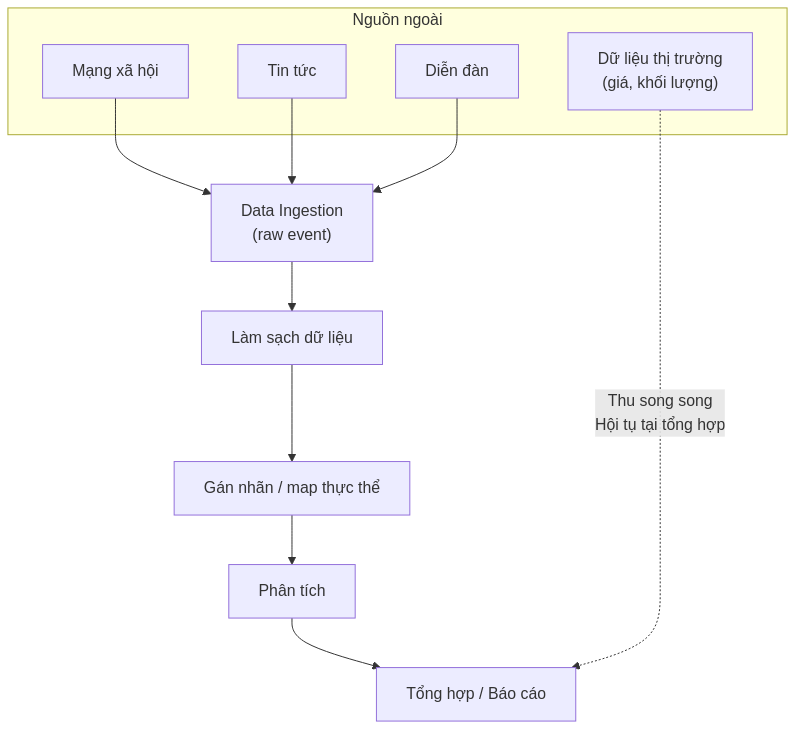 Nguồn ngoài
Mạng xã hội
Tin tức
Diễn đàn
Dữ liệu thị trường
(giá, khối lượng)
Data Ingestion
(raw event)
Làm sạch dữ liệu
Thu song song
Hội tụ tại tổng hợp
Gán nhãn / map thực thể
Phân tích
Tổng hợp / Báo cáo